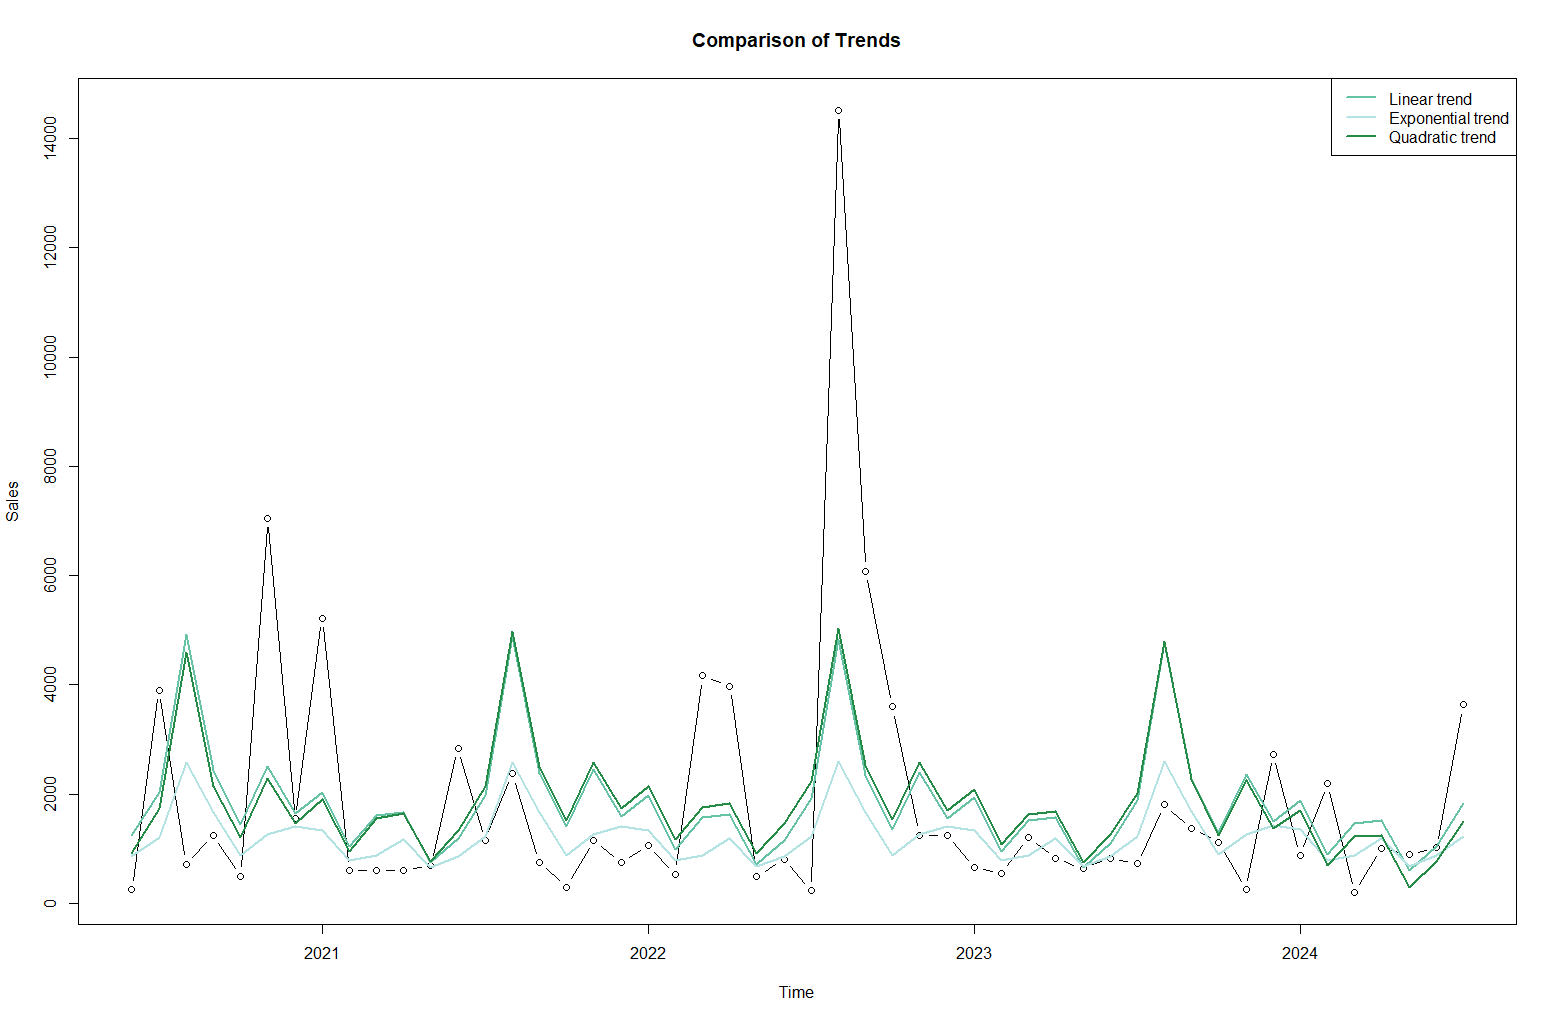 Comparison of Trends
Linear trend
Exponential trend
Quadratic trend
14000
12000
10000
8000
6000
4000
2000
0
Sales
2021 2022 2023 2024
Time